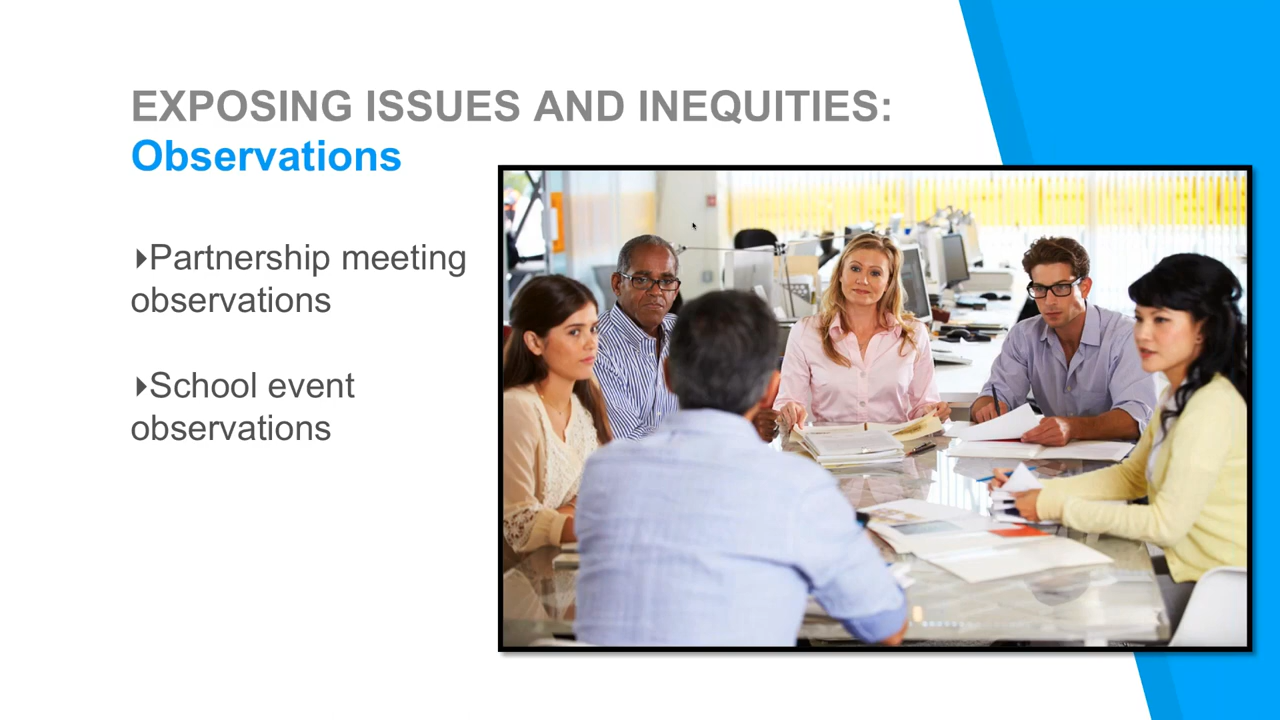 EXPOSING ISSUES AND INEQUITIES:
Observations
Partnership meeting
observations
School event
observations